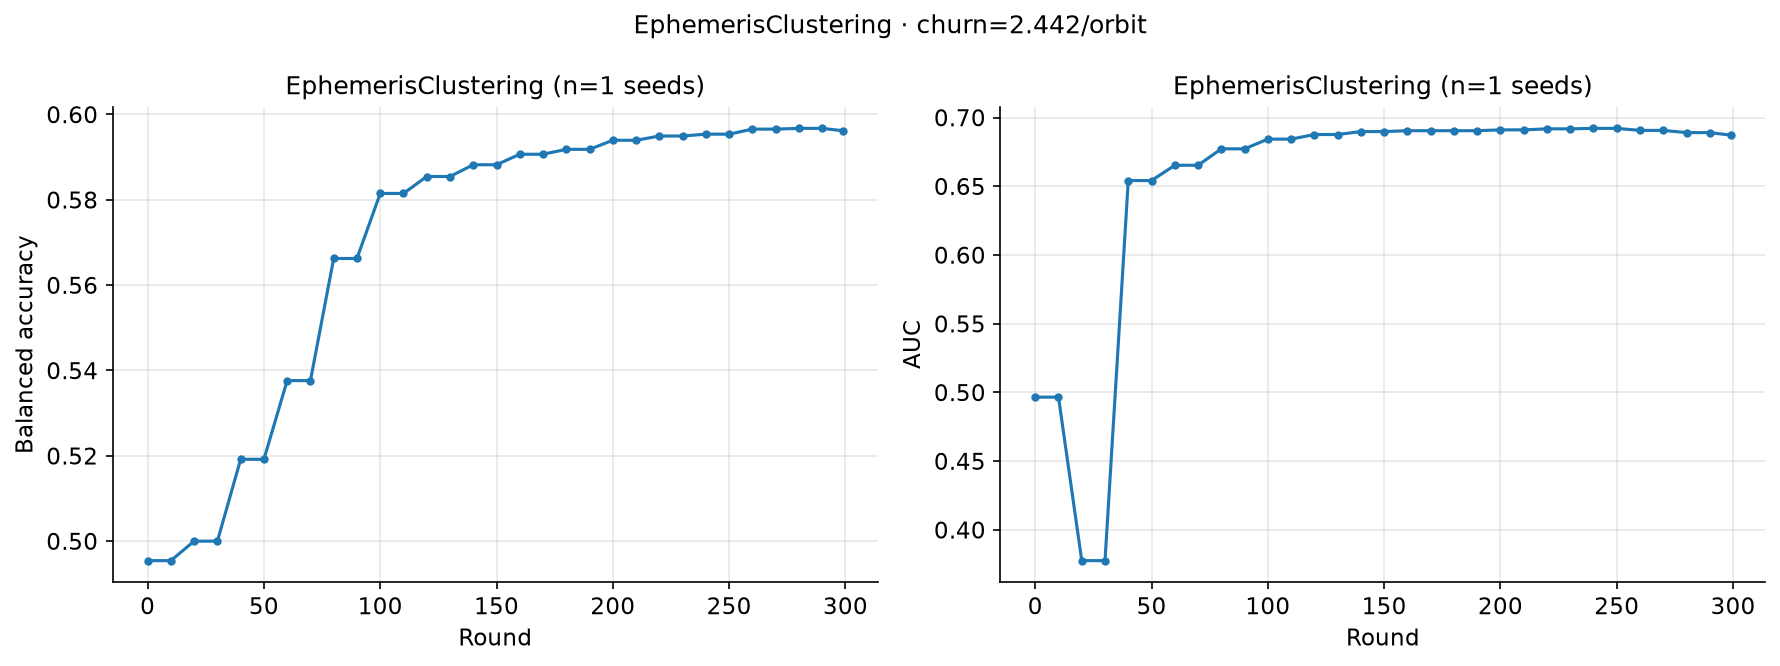 EphemerisClustering · churn=2.442/orbit
EphemerisClustering (n=1 seeds)
Balanced accuracy
0.60
0.58
0.56
0.54
0.52
0.50
0 50 100 150 200 250 300
Round
EphemerisClustering (n=1 seeds)
AUC
0.70
0.65
0.60
0.55
0.50
0.45
0.40
0 50 100 150 200 250 300
Round